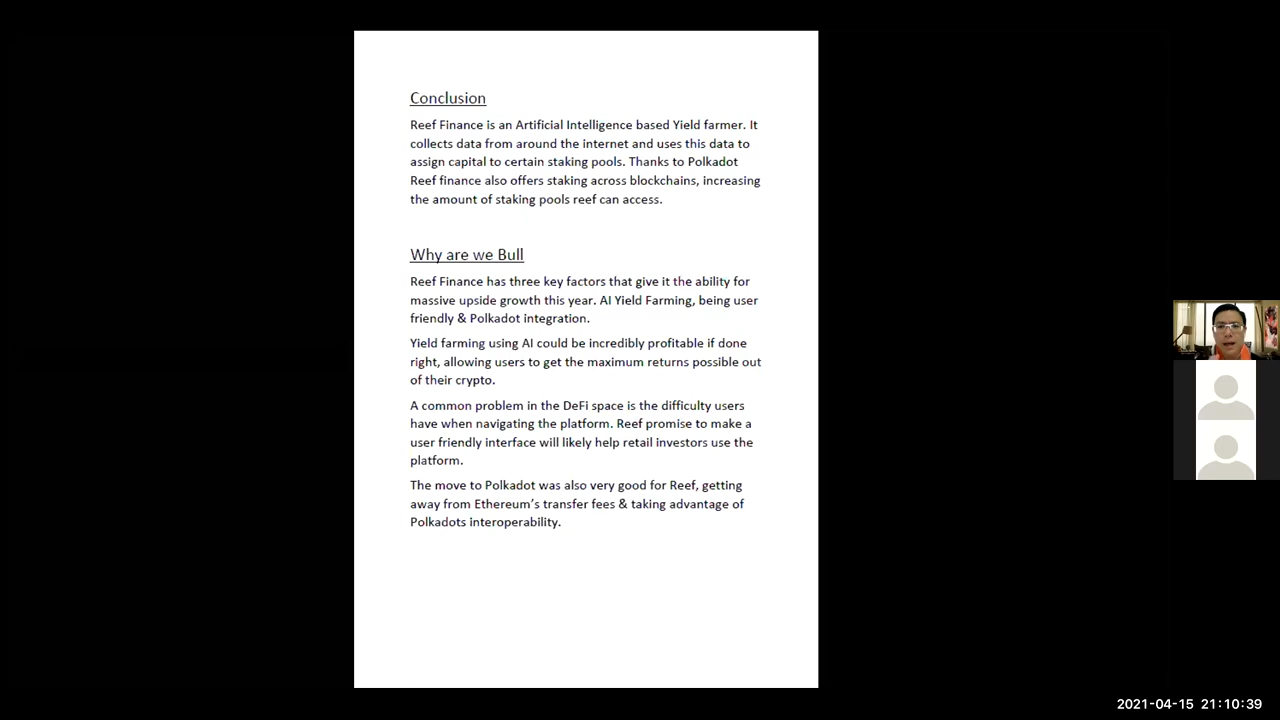 Conclusion
Reef Finance is an Artificial Intelligence based Yield farmer. It
collects data from around the internet and uses this data to
assign capital to certain staking pools. Thanks to Polkadot
Reef finance also offers staking across blockchains, increasing
the amount of staking pools reef can access.
Why are we Bull
Reef Finance has three key factors that give it the ability for
massive upside growth this year. AI Yield Farming, being user
friendly & Polkadot integration.
Yield farming using AI could be incredibly profitable if done
right, allowing users to get the maximum returns possible out
of their crypto.
A common problem in the DeFi space is the difficulty users
have when navigating the platform. Reef promise to make a
user friendly interface will likely help retail investors use the
platform.
The move to Polkadot was also very good for Reef, getting
away from Ethereum’s transfer fees & taking advantage of
Polkadots interoperability.
2021-04-15 21:10:39